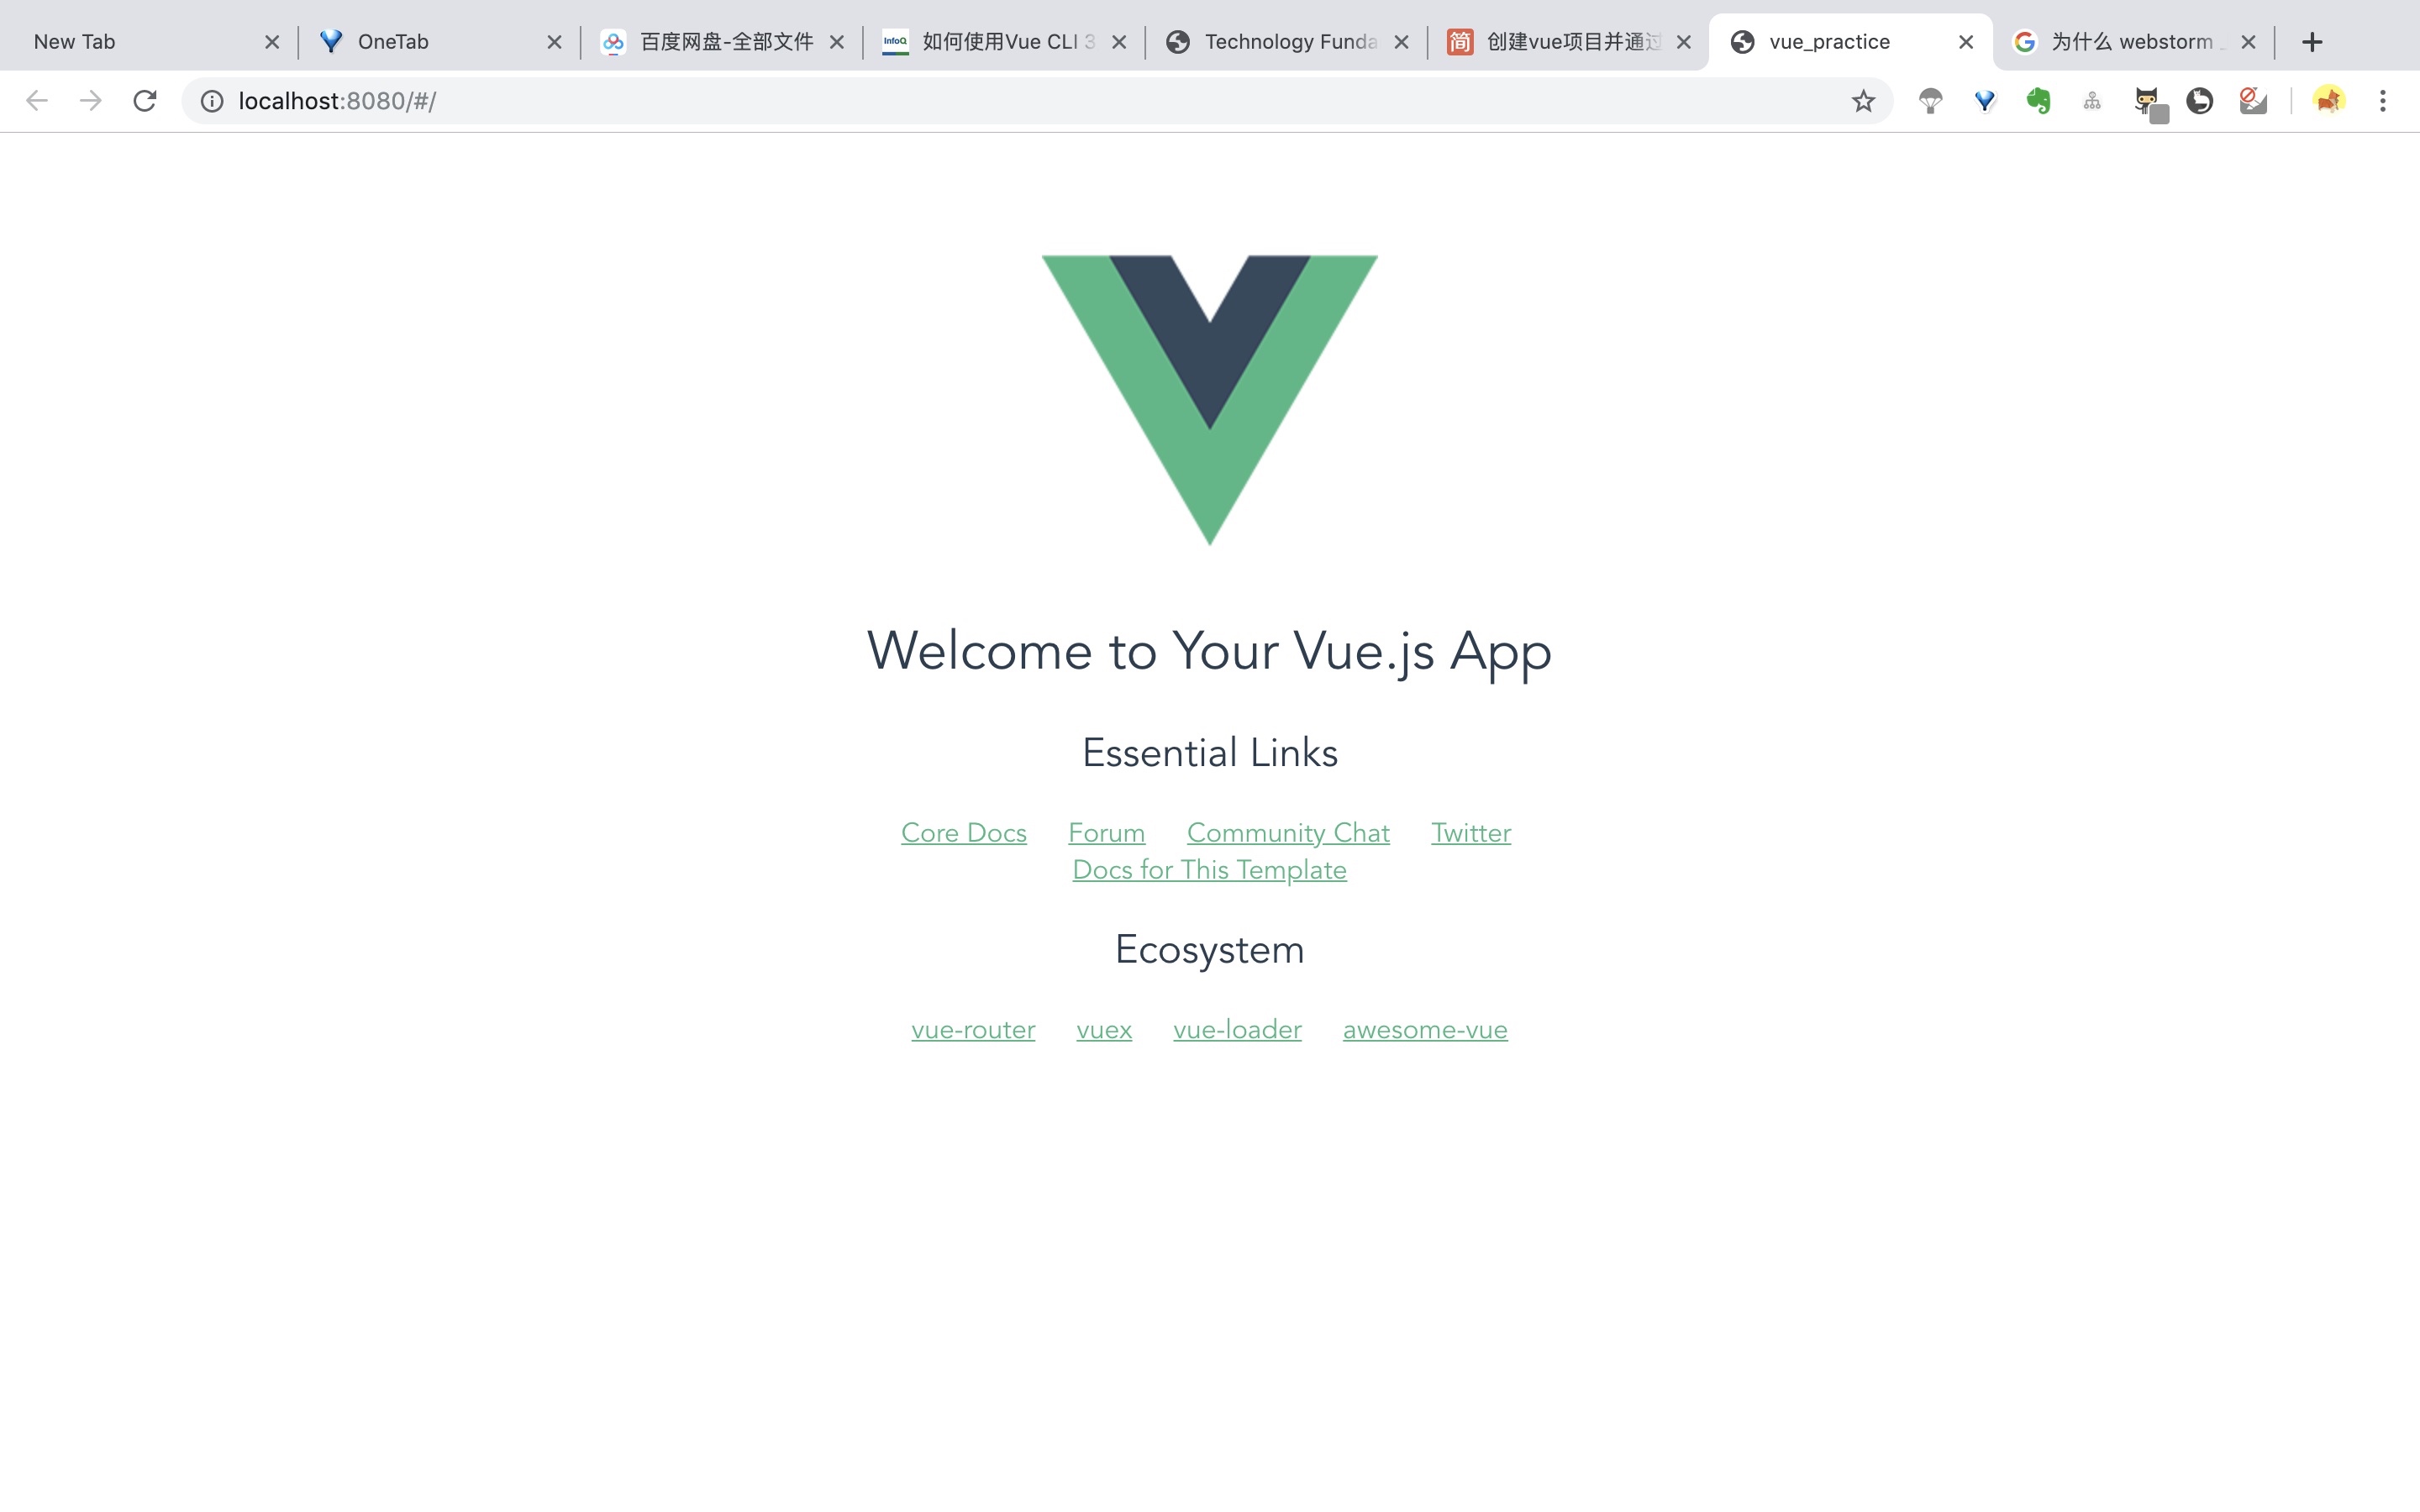 New Tab
OneTab
百度网盘-全部文件
InfoQ 如何使用Vue CLI 3
Technology Funda
简 创建vue项目并通过
vue_practice
为什么 webstorm
localhost:8080/#/
Welcome to Your Vue.js App
Essential Links
Core Docs Forum Community Chat Twitter
Docs for This Template
Ecosystem
vue-router vuex vue-loader awesome-vue